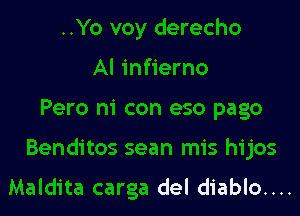 ..Yo voy derecho
Al infierno
Pero ni con eso pago
Benditos sean mis hijos
Maldita carga del diablo....